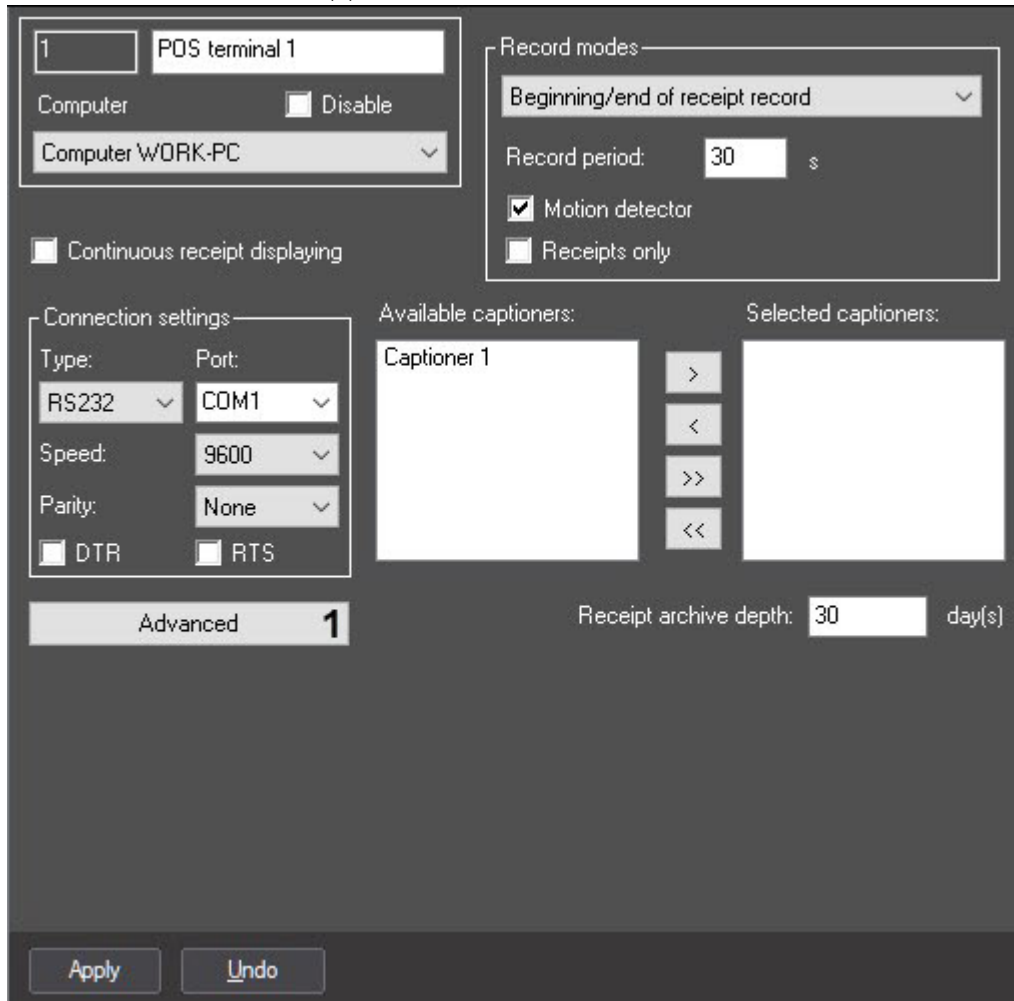 1
POS terminal 1
Computer
Disable
Computer WORK-PC
Continuous receipt displaying
Record modes
Beginning/end of receipt record
Record period: 30 s
Motion detector
Receipts only
Connection settings
Type: Port:
RS232 COM1
Speed: 9600
Parity: None
DTR RTS
Available captioners:
Captioner 1
>
<
>>
<<
Selected captioners:
Advanced 1
Receipt archive depth: 30 day(s)
Apply Undo